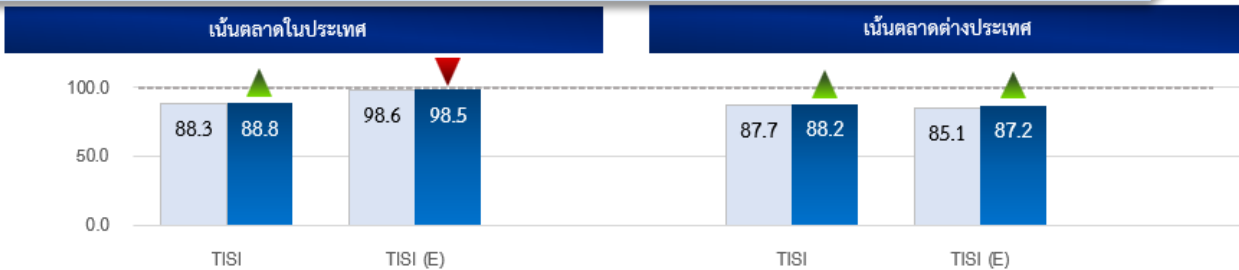 เน้นตลาดในประเทศ
เน้นตลาดต่างประเทศ
100.0
50.0
0.0
88.3 88.8 98.6 98.5
87.7 88.2 85.1 87.2
TISI TISI (E) TISI TISI (E)